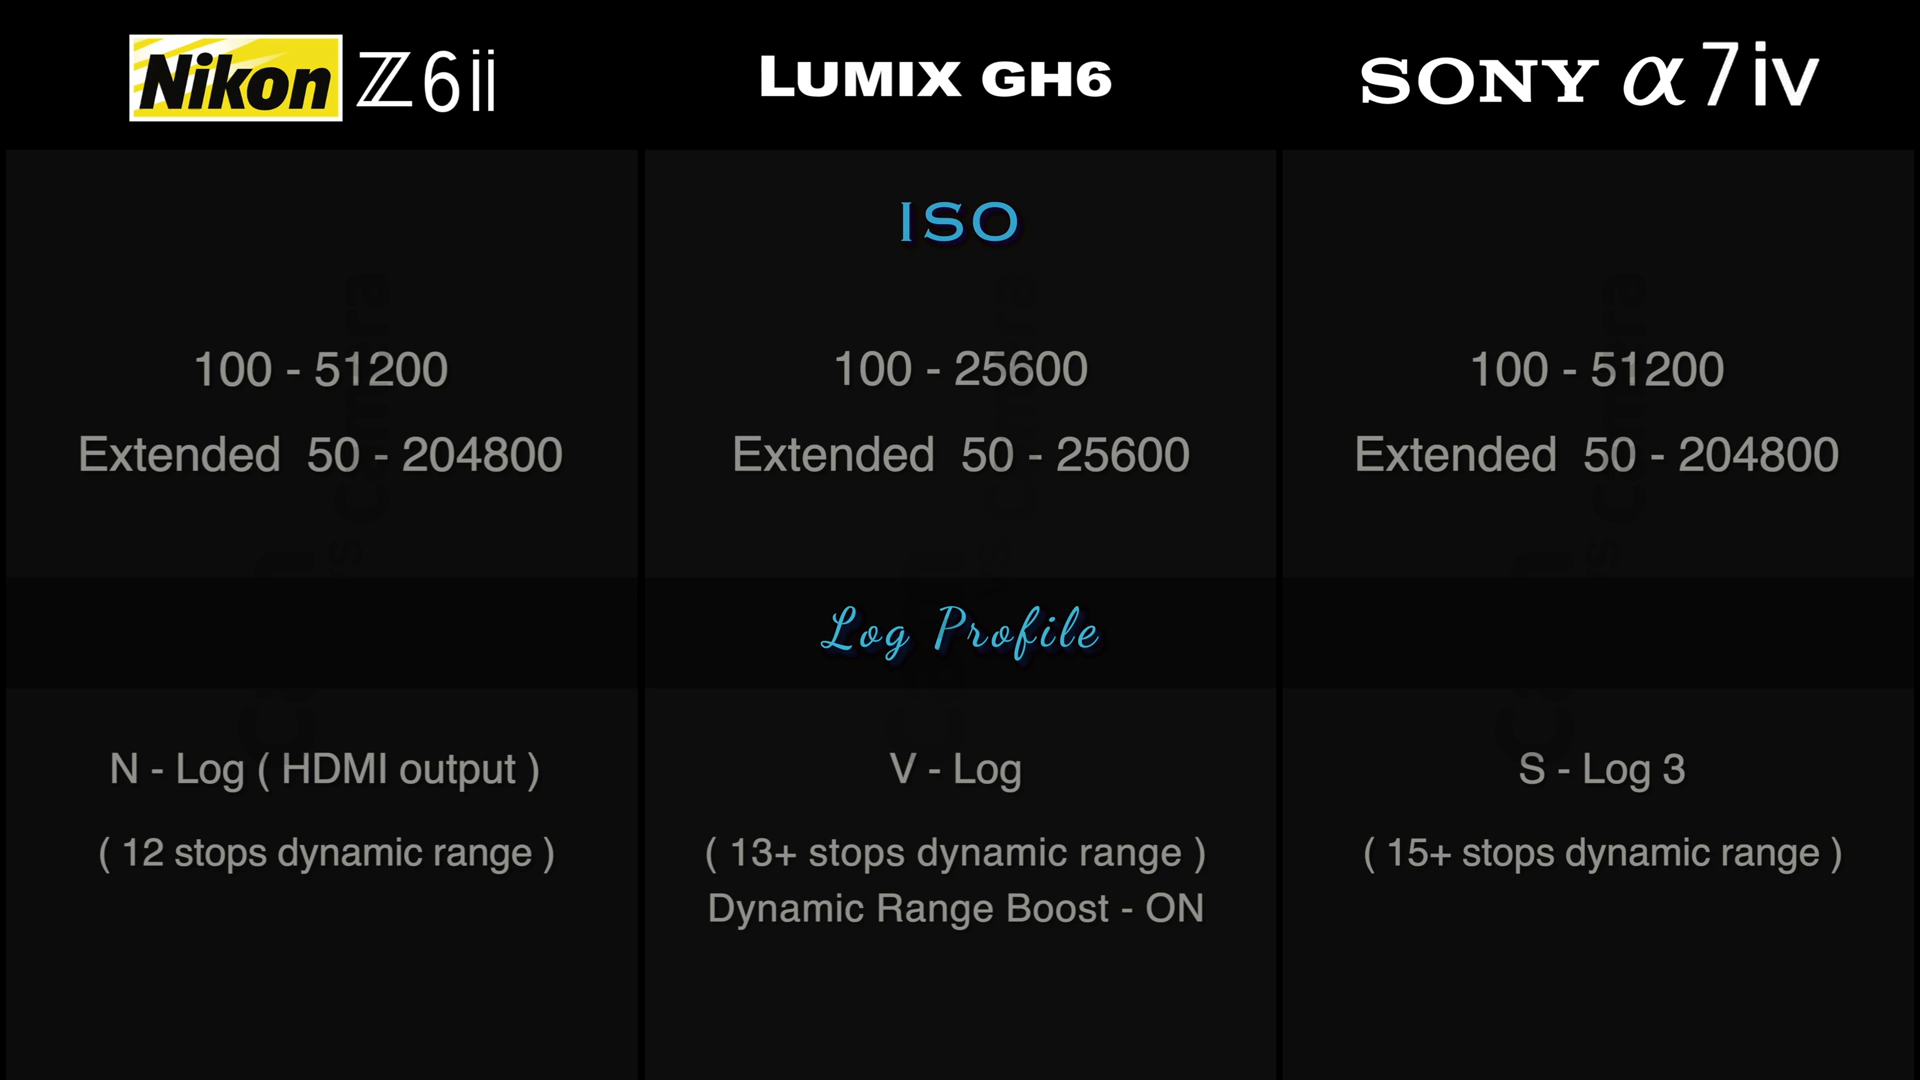 Nikon Z6ii
LUMIX GH6
SONY α7iv
ISO
100 - 51200
100 - 25600
100 - 51200
Extended 50 - 204800
Extended 50 - 25600
Extended 50 - 204800
Log Profile
N - Log ( HDMI output )
V - Log
S - Log 3
( 12 stops dynamic range )
( 13+ stops dynamic range )
( 15+ stops dynamic range )
Dynamic Range Boost - ON